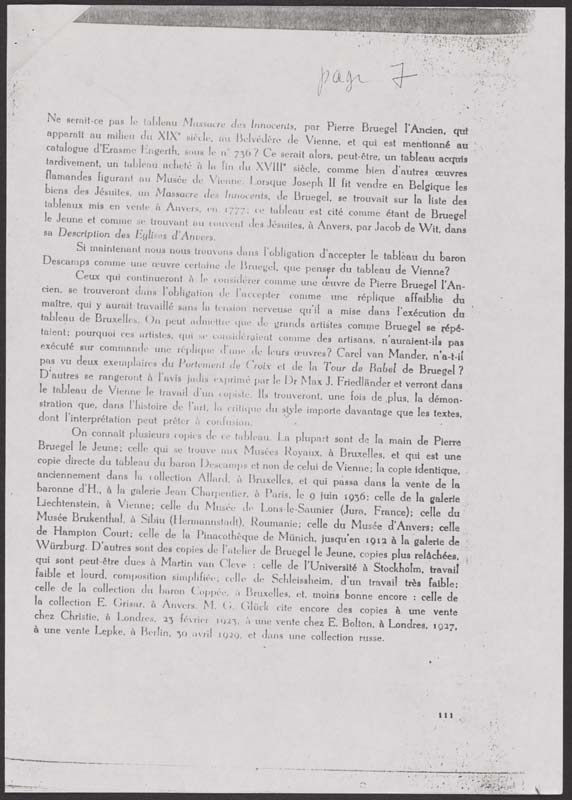 page 7
Ne serait-ce pas le tableau Massacre des Innocents, par Pierre Bruegel l'Ancien, qui
apparaît au milieu du XIXe siècle, au Belvédère de Vienne, et qui est mentionné au
catalogue d'Erasme Engerth, sous le n° 736? Ce serait alors, peut-être, un tableau acquis
tardivement, un tableau acheté à la fin du XVIIIe siècle, comme bien d'autres œuvres
flamandes figurant au Musée de Vienne. Lorsque Joseph II fit vendre en Belgique les
biens des Jésuites, un Massacre des Innocents, de Bruegel, se trouvait sur la liste des
tableaux mis en vente à Anvers, en 1777; ce tableau est cité comme étant de Bruegel
le Jeune et comme se trouvant au couvent des Jésuites, à Anvers, par Jacob de Wit, dans
sa Description des Eglises d'Anvers.
Si maintenant nous nous trouvons dans l'obligation d'accepter le tableau du baron
Descamps comme une œuvre certaine de Bruegel, que penser du tableau de Vienne?
Ceux qui continueront à le considérer comme une œuvre de Pierre Bruegel l'An-
cien, se trouveront dans l'obligation de l'accepter comme une réplique affaiblie du
maître, qui y aurait travaillé sans la tension nerveuse qu'il a mise dans l'exécution du
tableau de Bruxelles. On peut admettre que de grands artistes comme Bruegel se répé-
taient; pourquoi ces artistes, qui se considéraient comme des artisans, n'auraient-ils pas
exécuté sur commande une réplique d'une de leurs œuvres? Carel van Mander, n'a-t-il
pas vu deux exemplaires du Portement de Croix et de la Tour de Babel de Bruegel?
D'autres se rangeront à l'avis jadis exprimé par le Dr Max J. Friedländer et verront dans
le tableau de Vienne le travail d'un copiste. Ils trouveront, une fois de plus, la démon-
stration que, dans l'histoire de l'art, la critique du style importe davantage que les textes,
dont l'interprétation peut prêter à confusion.
On connaît plusieurs copies de ce tableau. La plupart sont de la main de Pierre
Bruegel le Jeune; celle qui se trouve aux Musées Royaux, à Bruxelles, et qui est une
copie directe du tableau du baron Descamps et non de celui de Vienne; la copie identique,
anciennement dans la collection Allard, à Bruxelles, et qui passa dans la vente de la
baronne d'H., à la galerie Jean Charpentier, à Paris, le 9 juin 1936; celle de la galerie
Liechtenstein, à Vienne; celle du Musée de Lons-le-Saunier (Jura, France); celle du
Musée Brukenthal, à Sibiu (Hermannstadt), Roumanie; celle du Musée d'Anvers; celle
de Hampton Court; celle de la Pinacothèque de Münich, jusqu'en 1912 à la galerie de
Würzburg. D'autres sont des copies de l'atelier de Bruegel le Jeune, copies plus relâchées,
qui sont peut-être dues à Martin van Cleve : celle de l'Université à Stockholm, travail
faible et lourd, composition simplifiée; celle de Schleissheim, d'un travail très faible;
celle de la collection du baron Coppée, à Bruxelles, et, moins bonne encore : celle de
la collection E. Grisar, à Anvers. M. G. Glück cite encore des copies à une vente
chez Christie, à Londres, 23 février 1923, à une vente chez E. Bolton, à Londres, 1927,
à une vente Lepke, à Berlin, 30 avril 1929, et dans une collection russe.
111